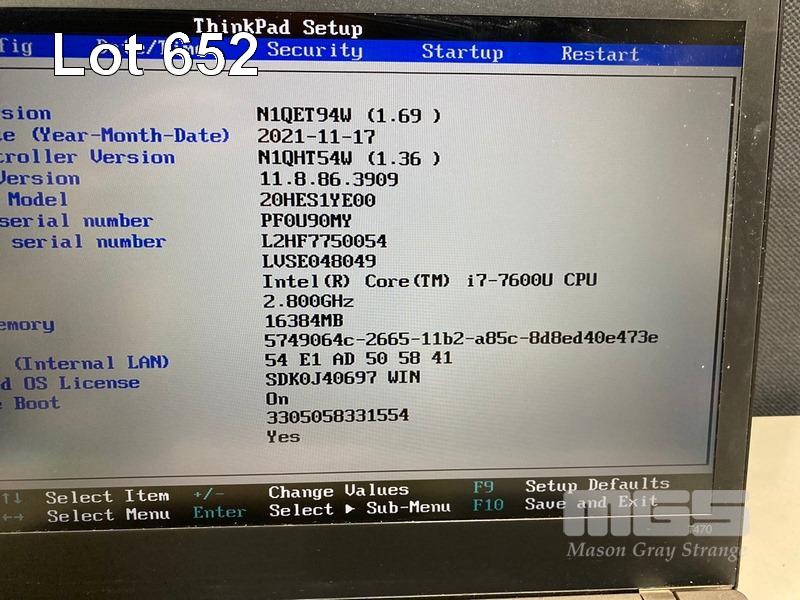 ThinkPad Setup
fig Date/Time Security Startup Restart
Lot 652
sion N1QET94W (1.69 )
te (Year-Month-Date) 2021-11-17
troller Version N1QHT54W (1.36 )
Version 11.8.86.3909
Model 20HES1YE00
serial number PF0U90MY
serial number L2HF7750054
LVSE048049
Intel(R) Core(TM) i7-7600U CPU
2.800GHz
emory 16384MB
5749064c-2665-11b2-a85c-8d8ed40e473e
(Internal LAN) 54 E1 AD 50 58 41
d OS License SDK0J40697 WIN
e Boot On
3305058331554
Yes
↑↓ Select Item +/- Change Values F9 Setup Defaults
←→ Select Menu Enter Select ▶ Sub-Menu F10 Save and Exit
MGS
T470
Mason Gray Strange